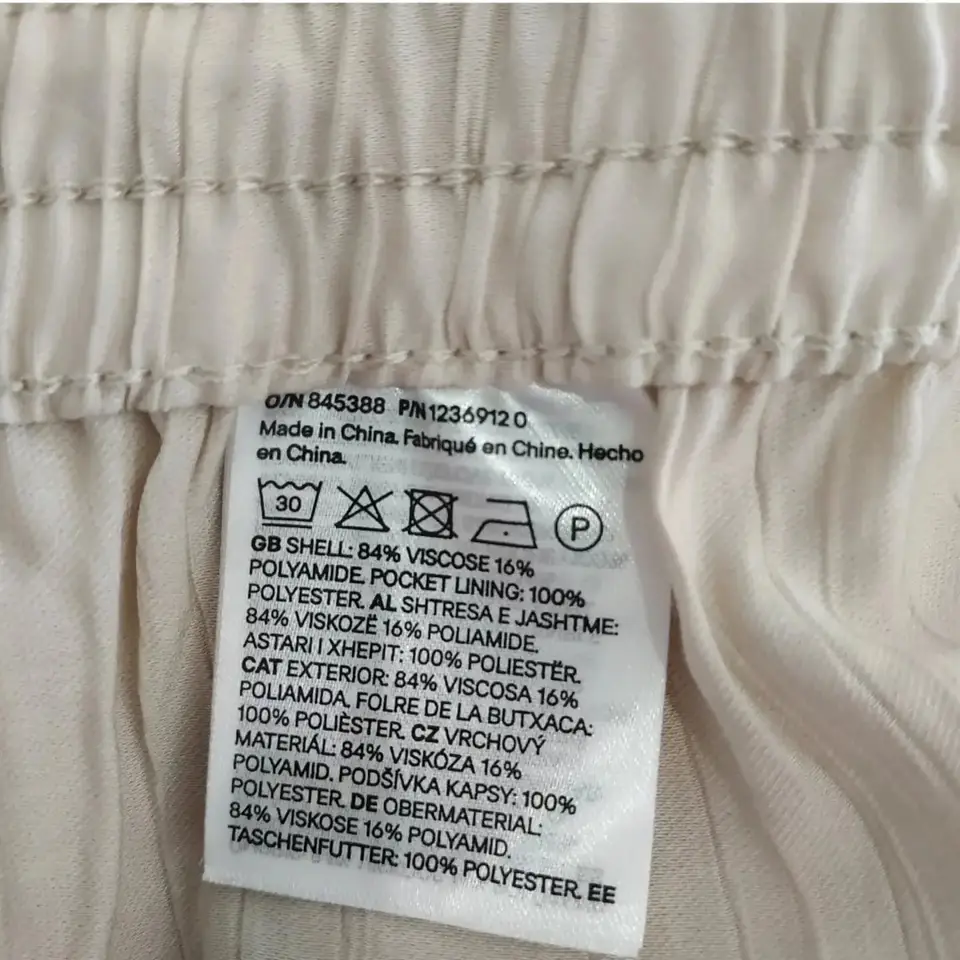 O/N 845388 P/N 1236912 0
Made in China. Fabriqué en Chine. Hecho
en China.
30 P
GB SHELL: 84% VISCOSE 16%
POLYAMIDE. POCKET LINING: 100%
POLYESTER. AL SHTRESA E JASHTME:
84% VISKOZË 16% POLIAMIDE.
ASTARI I XHEPIT: 100% POLIESTËR.
CAT EXTERIOR: 84% VISCOSA 16%
POLIAMIDA. FOLRE DE LA BUTXACA:
100% POLIÈSTER. CZ VRCHOVÝ
MATERIÁL: 84% VISKÓZA 16%
POLYAMID. PODŠÍVKA KAPSY: 100%
POLYESTER. DE OBERMATERIAL:
84% VISKOSE 16% POLYAMID.
TASCHENFUTTER: 100% POLYESTER. EE